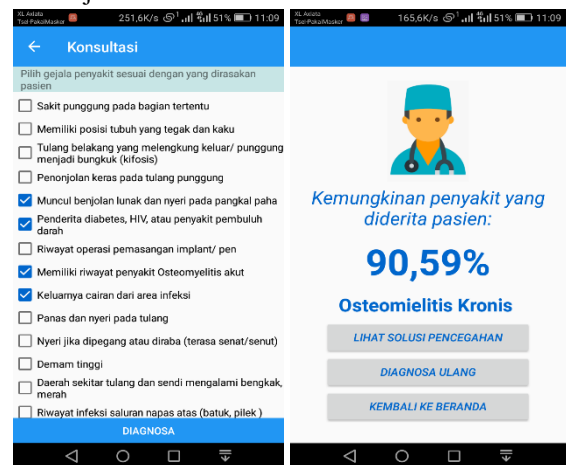 XL Axiata
Tsel-PakaiMasker
251,6K/s
51%
11:09
Konsultasi
Pilih gejala penyakit sesuai dengan yang dirasakan
pasien
Sakit punggung pada bagian tertentu
Memiliki posisi tubuh yang tegak dan kaku
Tulang belakang yang melengkung keluar/ punggung
menjadi bungkuk (kifosis)
Penonjolan keras pada tulang punggung
Muncul benjolan lunak dan nyeri pada pangkal paha
Penderita diabetes, HIV, atau penyakit pembuluh
darah
Riwayat operasi pemasangan implant/ pen
Memiliki riwayat penyakit Osteomyelitis akut
Keluarnya cairan dari area infeksi
Panas dan nyeri pada tulang
Nyeri jika dipegang atau diraba (terasa senat/senut)
Demam tinggi
Daerah sekitar tulang dan sendi mengalami bengkak,
merah
Riwayat infeksi saluran napas atas (batuk, pilek )
DIAGNOSA
XL Axiata
Tsel-PakaiMasker
165,6K/s
51%
11:09
Kemungkinan penyakit yang
diderita pasien:
90,59%
Osteomielitis Kronis
LIHAT SOLUSI PENCEGAHAN
DIAGNOSA ULANG
KEMBALI KE BERANDA